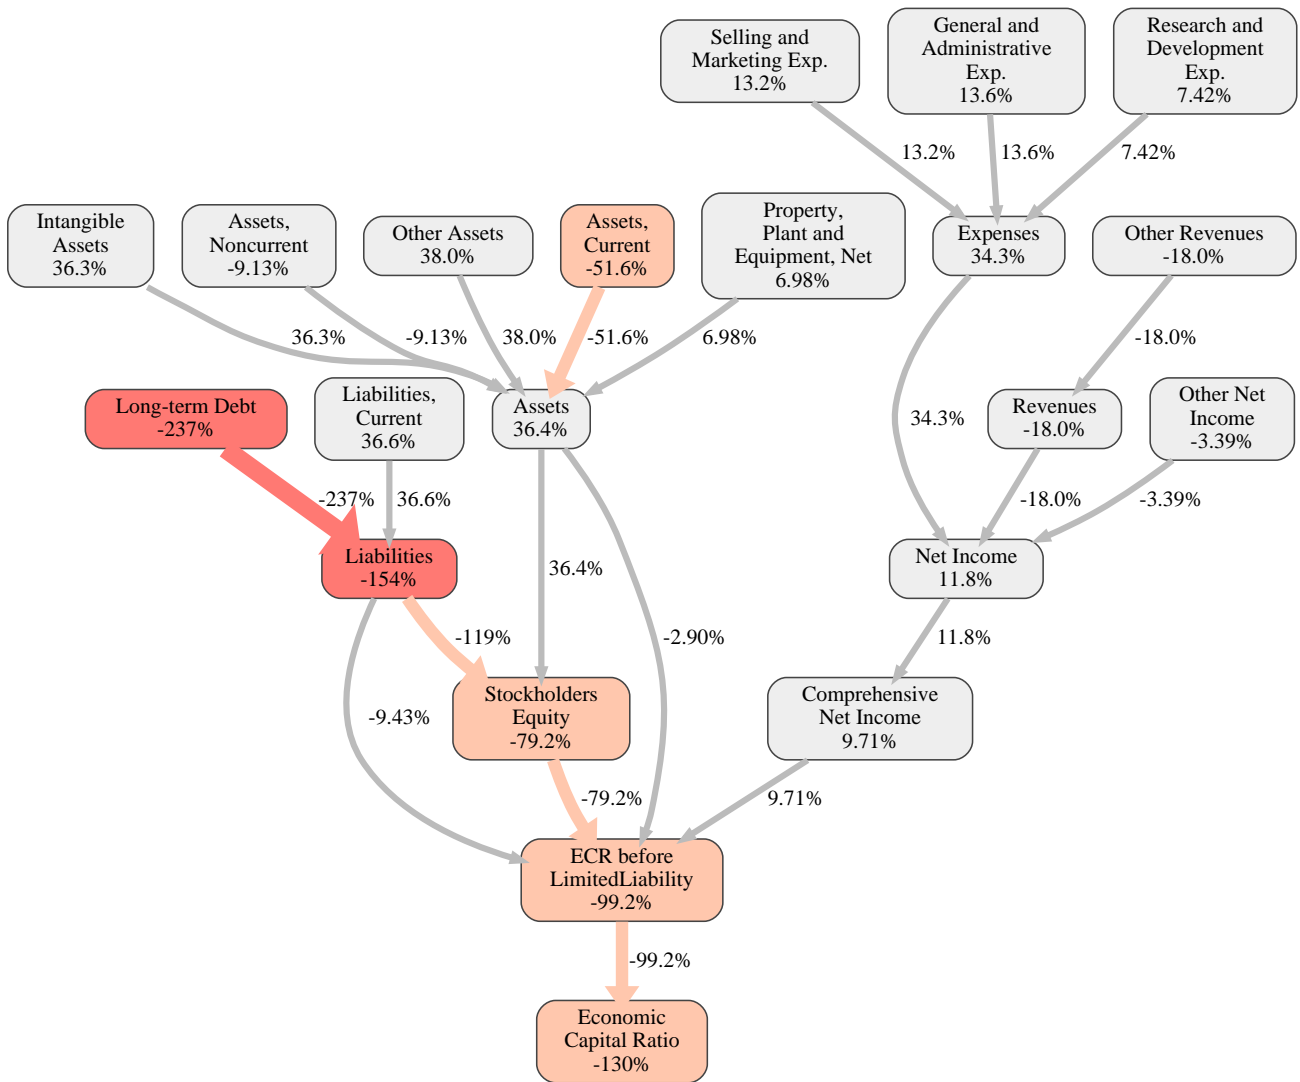 Selling and
Marketing Exp.
13.2%
General and
Administrative
Exp.
13.6%
Research and
Development
Exp.
7.42%
13.2%
13.6%
7.42%
Intangible
Assets
36.3%
Assets,
Noncurrent
-9.13%
Other Assets
38.0%
Assets,
Current
-51.6%
Property,
Plant and
Equipment, Net
6.98%
Expenses
34.3%
Other Revenues
-18.0%
36.3%
-9.13%
38.0%
-51.6%
6.98%
-18.0%
Long-term Debt
-237%
Liabilities,
Current
36.6%
Assets
36.4%
34.3%
Revenues
-18.0%
Other Net
Income
-3.39%
-237%
36.6%
-18.0%
-3.39%
Liabilities
-154%
36.4%
Net Income
11.8%
-119%
-2.90%
11.8%
-9.43%
Stockholders
Equity
-79.2%
Comprehensive
Net Income
9.71%
-79.2%
9.71%
ECR before
LimitedLiability
-99.2%
-99.2%
Economic
Capital Ratio
-130%